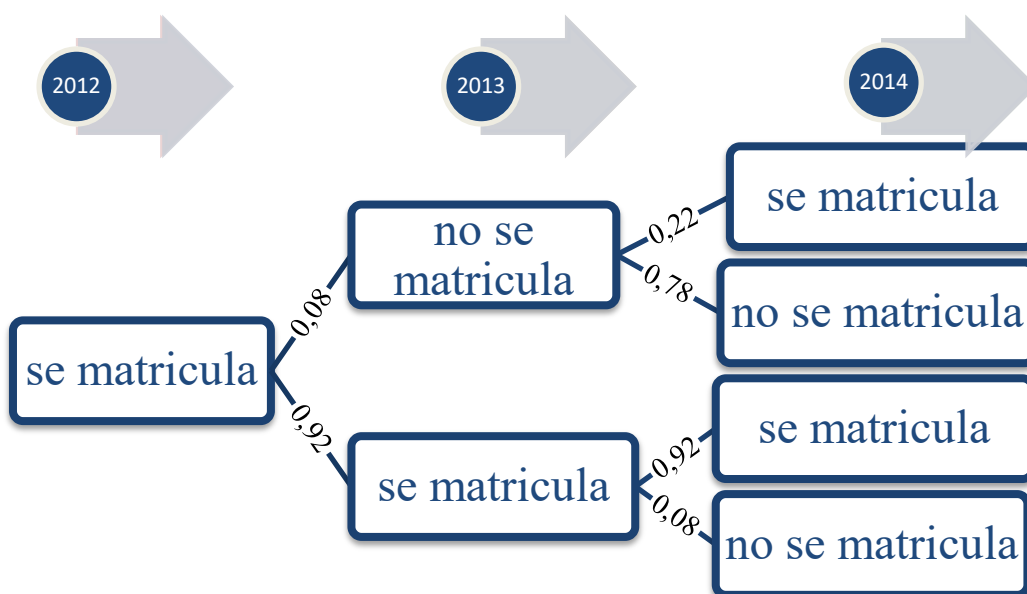 2012
2013
2014
se matricula
0,08
0,92
no se
matricula
se matricula
0,22
0,78
0,92
0,08
se matricula
no se matricula
se matricula
no se matricula